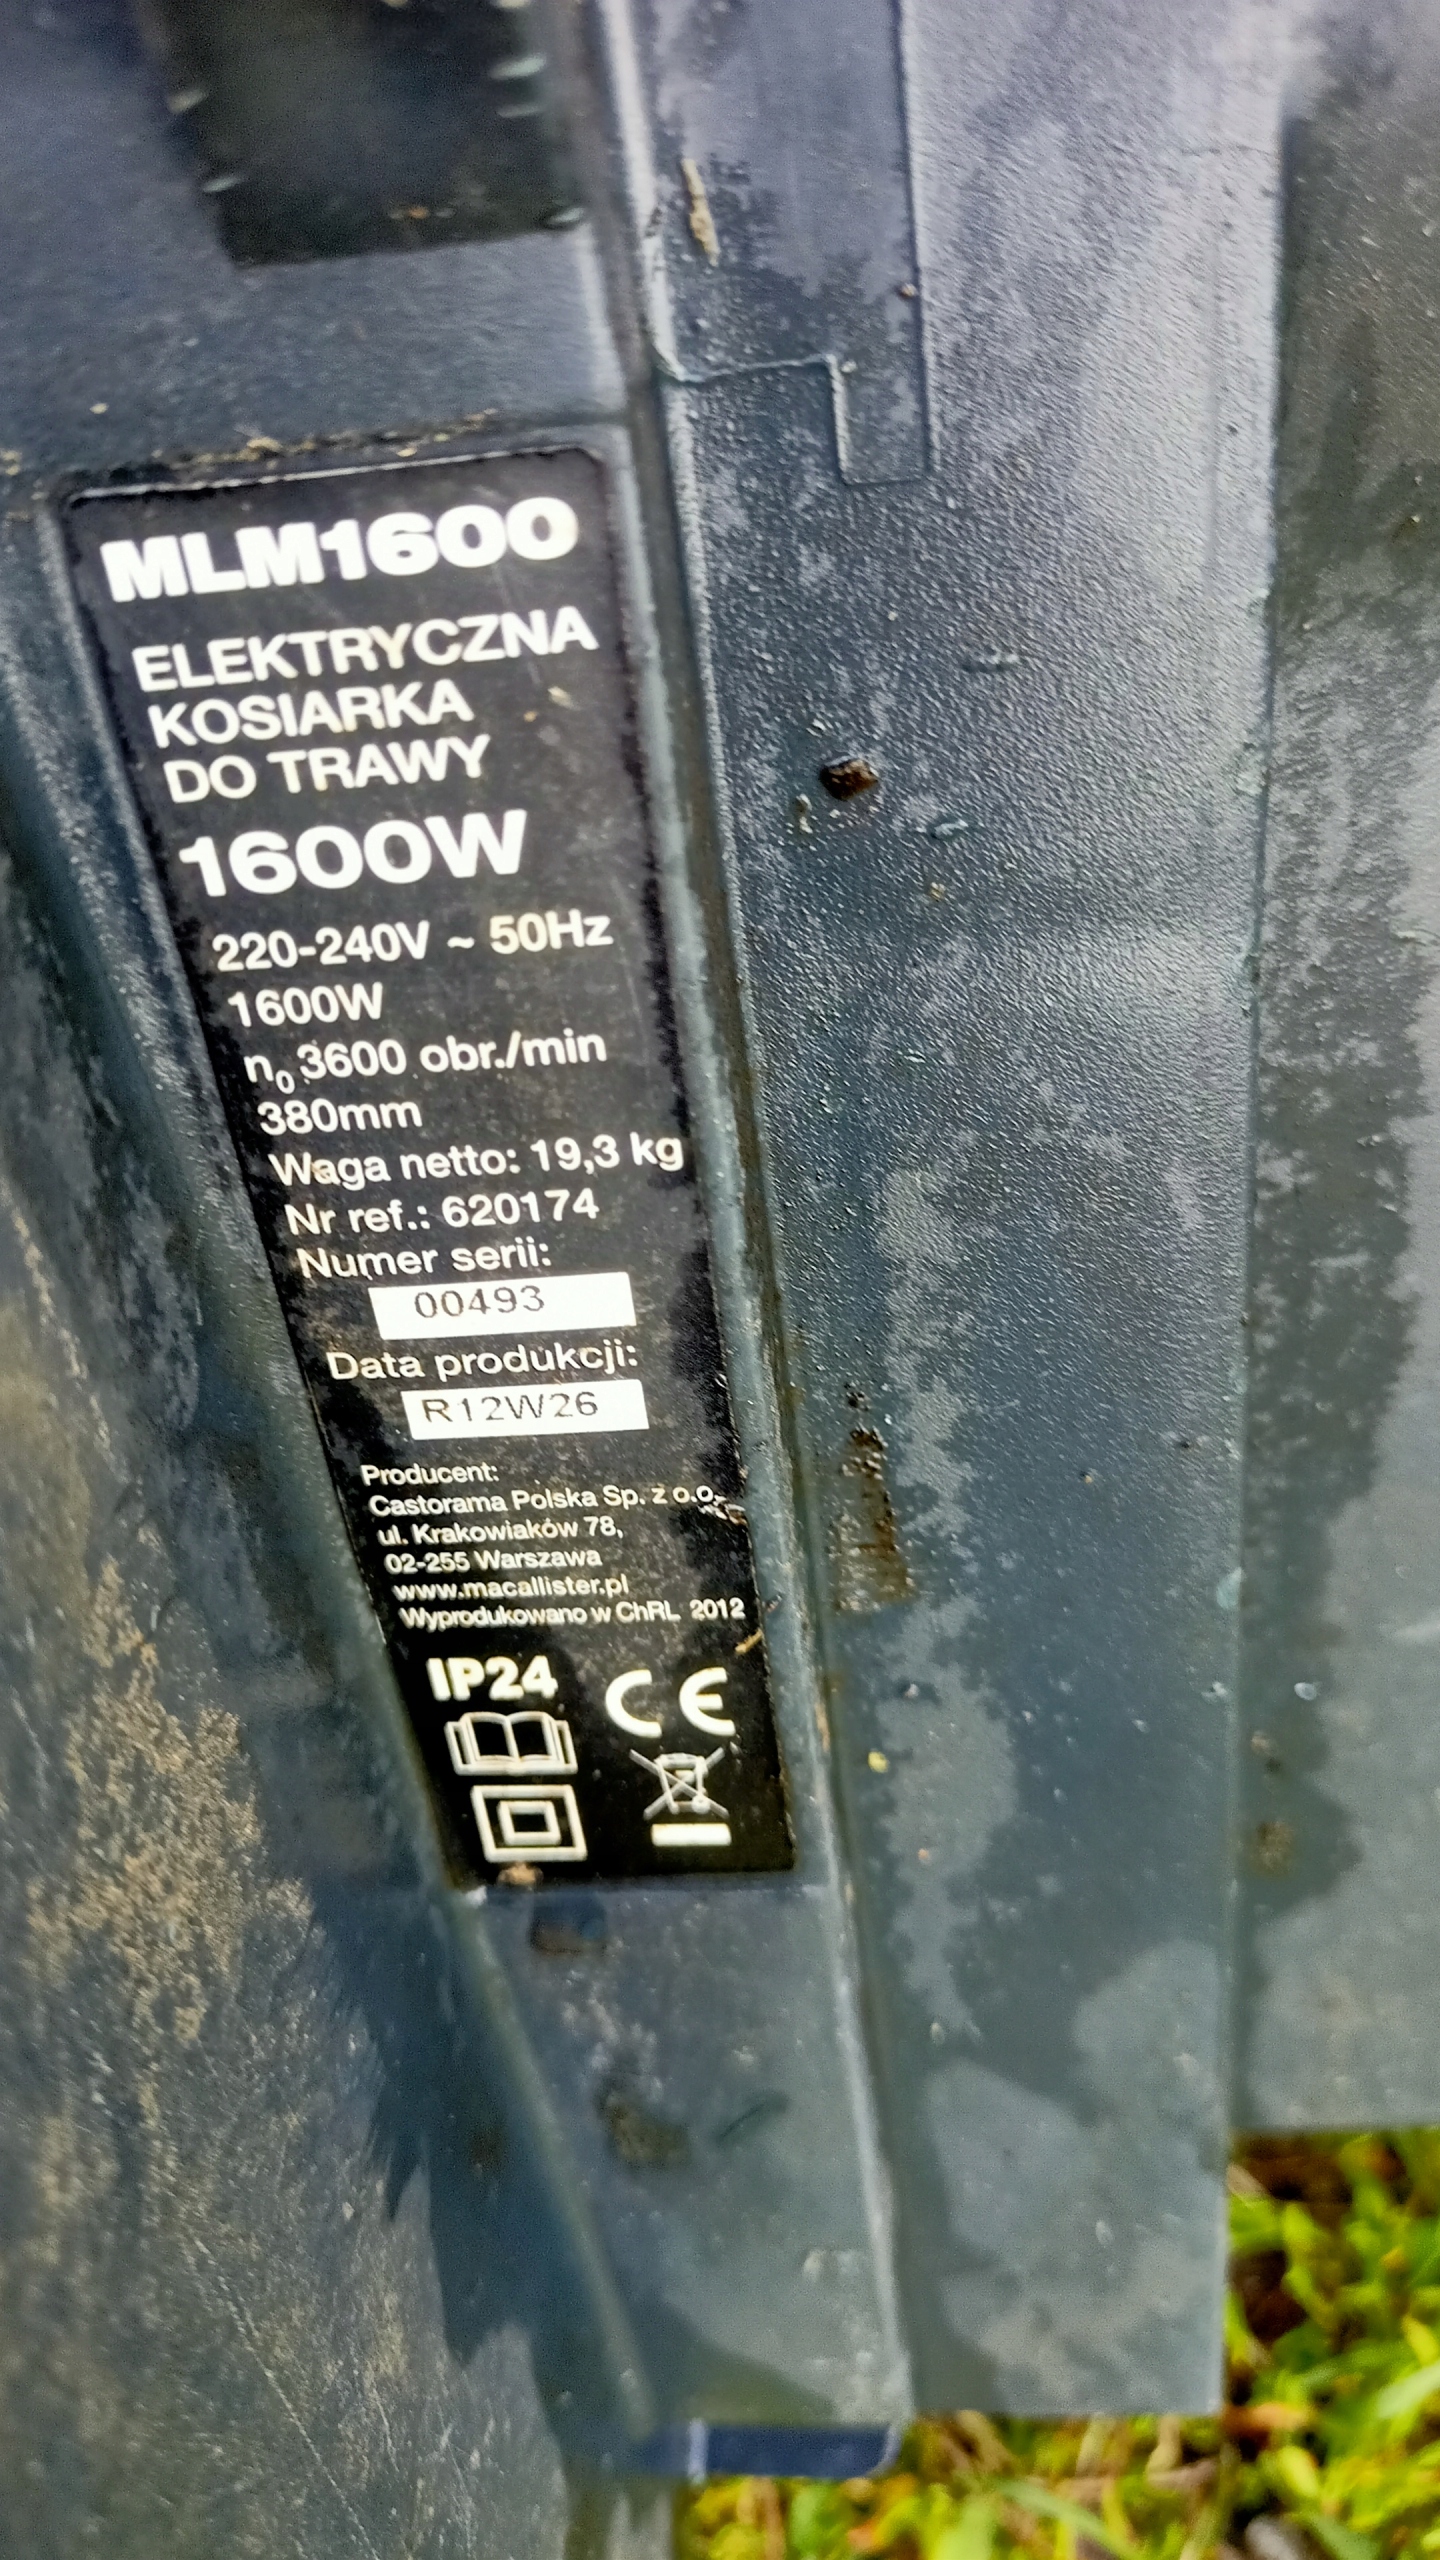 MLM1600
ELEKTRYCZNA
KOSIARKA
DO TRAWY
1600W
220-240V ~ 50Hz
1600W
n₀ 3600 obr./min
380mm
Waga netto: 19,3 kg
Nr ref.: 620174
Numer serii:
00493
Data produkcji:
R12W26
Producent:
Castorama Polska Sp. z o.o.
ul. Krakowiaków 78,
02-255 Warszawa
www.macallister.pl
Wyprodukowano w ChRL 2012
IP24
CE